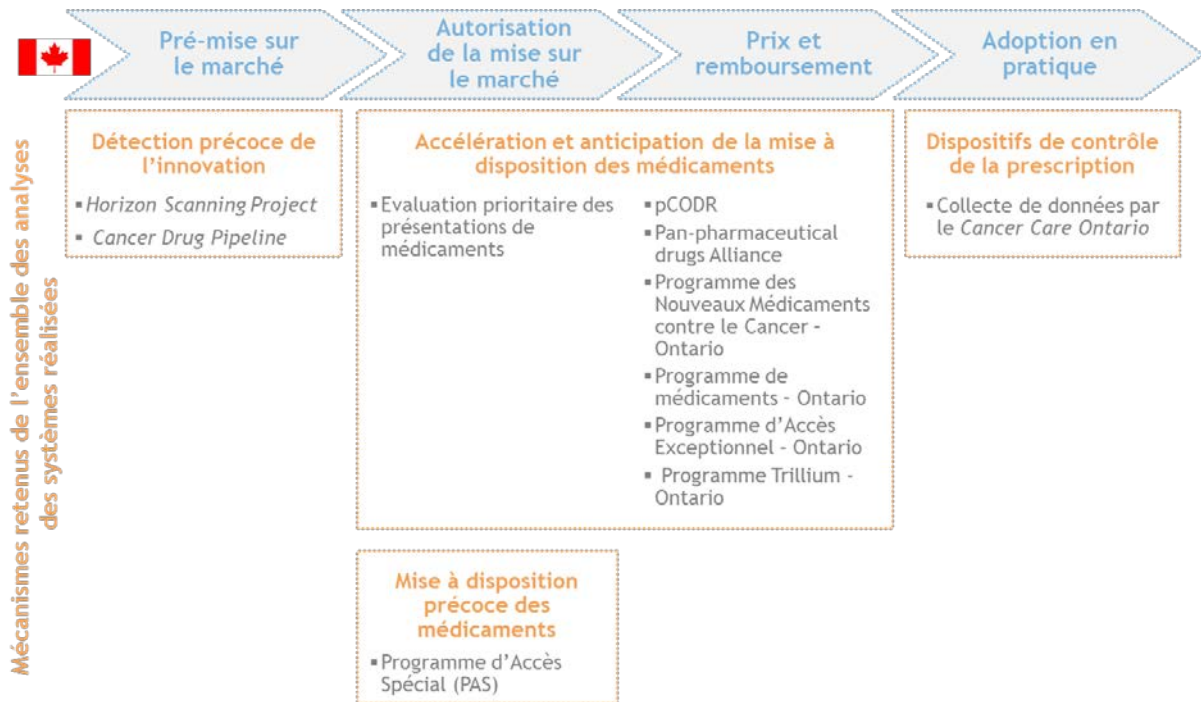 Pré-mise sur
le marché
Autorisation
de la mise sur
le marché
Prix et
remboursement
Adoption en
pratique
Mécanismes retenus de l'ensemble des analyses
des systèmes réalisées
Détection précoce de
l'innovation
▪Horizon Scanning Project
▪ Cancer Drug Pipeline
Accélération et anticipation de la mise à
disposition des médicaments
▪Evaluation prioritaire des
présentations de
médicaments
▪pCODR
▪Pan-pharmaceutical
drugs Alliance
▪Programme des
Nouveaux Médicaments
contre le Cancer -
Ontario
▪Programme de
médicaments - Ontario
▪Programme d'Accès
Exceptionnel - Ontario
▪ Programme Trillium -
Ontario
Dispositifs de contrôle
de la prescription
▪Collecte de données par
le Cancer Care Ontario
Mise à disposition
précoce des
médicaments
▪Programme d'Accès
Spécial (PAS)